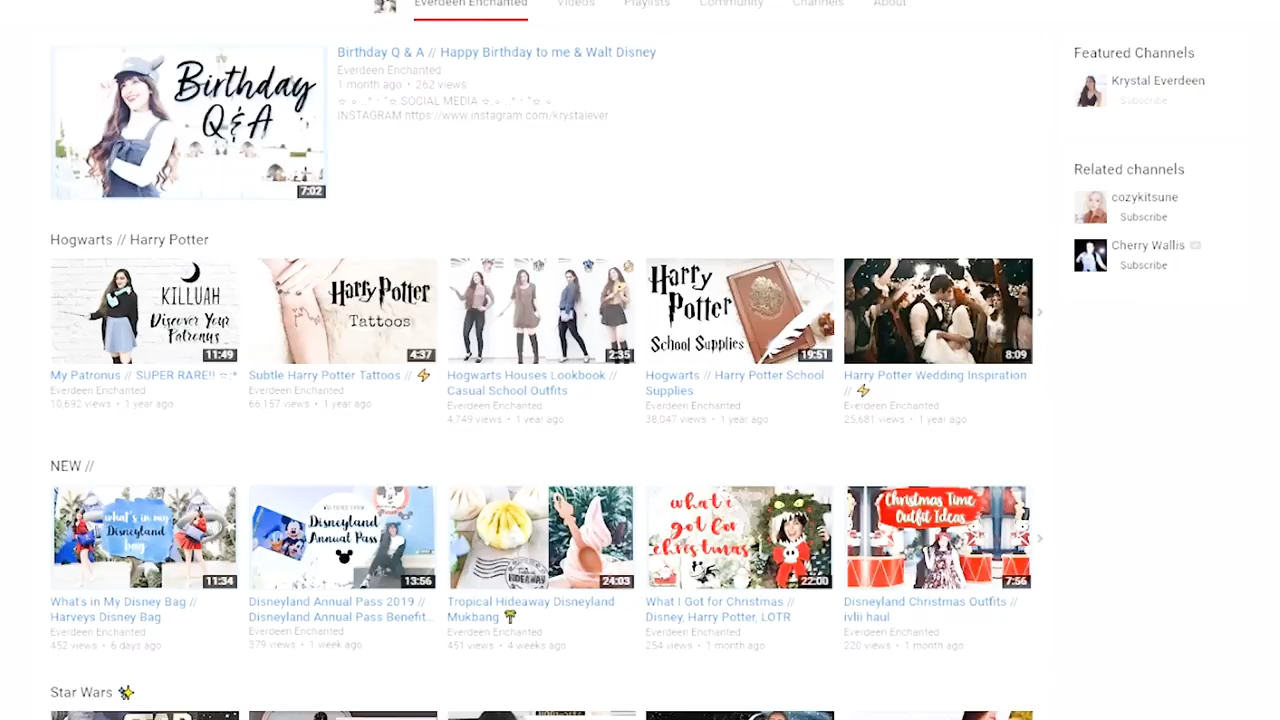 Everdeen Enchanted Videos Playlists Community Channels About
Birthday Q&A
7:02
Birthday Q & A // Happy Birthday to me & Walt Disney
Everdeen Enchanted
1 month ago • 262 views
SOCIAL MEDIA
INSTAGRAM https://www.instagram.com/krystalever
Featured Channels
Krystal Everdeen
Subscribe
Related channels
cozykitsune
Subscribe
Cherry Wallis
Subscribe
Hogwarts // Harry Potter
KILLUAH
Discover Your
Patronus
11:49
My Patronus // SUPER RARE!!
Everdeen Enchanted
10,692 views • 1 year ago
Harry Potter
Tattoos
4:37
Subtle Harry Potter Tattoos // ⚡
Everdeen Enchanted
66,157 views • 1 year ago
2:35
Hogwarts Houses Lookbook //
Casual School Outfits
Everdeen Enchanted
4,749 views • 1 year ago
Harry
Potter
School Supplies
19:51
Hogwarts // Harry Potter School
Supplies
Everdeen Enchanted
38,047 views • 1 year ago
8:09
Harry Potter Wedding Inspiration
// ⚡
Everdeen Enchanted
25,681 views • 1 year ago
NEW //
what's in my
Disneyland
bag
11:34
What's in My Disney Bag //
Harveys Disney Bag
Everdeen Enchanted
452 views • 6 days ago
Disneyland
Annual Pass
13:56
Disneyland Annual Pass 2019 //
Disneyland Annual Pass Benefit...
Everdeen Enchanted
379 views • 1 week ago
HIDEAWAY
24:03
Tropical Hideaway Disneyland
Mukbang 🌴
Everdeen Enchanted
451 views • 4 weeks ago
what i
got for
christmas
22:00
What I Got for Christmas //
Disney, Harry Potter, LOTR
Everdeen Enchanted
254 views • 1 month ago
Christmas Time
Outfit Ideas
7:56
Disneyland Christmas Outfits //
ivlii haul
Everdeen Enchanted
220 views • 1 month ago
Star Wars ✨